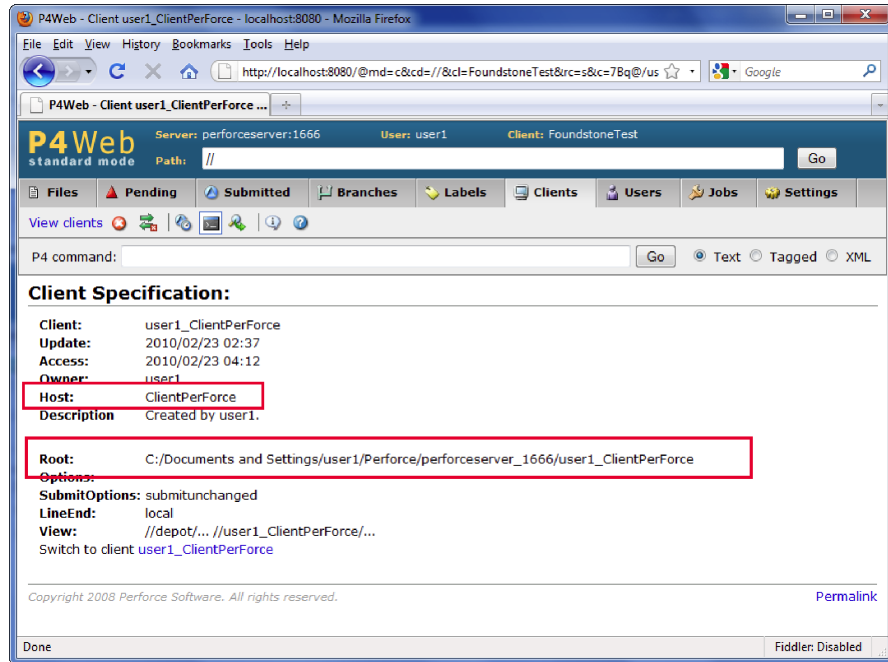 P4Web - Client user1_ClientPerForce - localhost:8080 - Mozilla Firefox
File Edit View History Bookmarks Tools Help
http://localhost:8080/@md=c&cd=//&cl=FoundstoneTest&rc=s&c=7Bq@/us Google
P4Web - Client user1_ClientPerForce ...
P4Web Server: perforceserver:1666 User: user1 Client: FoundstoneTest
standard mode Path: // Go
Files Pending Submitted Branches Labels Clients Users Jobs Settings
View clients
P4 command: Go Text Tagged XML
Client Specification:
Client: user1_ClientPerForce
Update: 2010/02/23 02:37
Access: 2010/02/23 04:12
Owner: user1
Host: ClientPerForce
Description Created by user1.
Root: C:/Documents and Settings/user1/Perforce/perforceserver_1666/user1_ClientPerForce
Options:
SubmitOptions: submitunchanged
LineEnd: local
View: //depot/... //user1_ClientPerForce/...
Switch to client user1_ClientPerForce
Copyright 2008 Perforce Software. All rights reserved. Permalink
Done Fiddler: Disabled